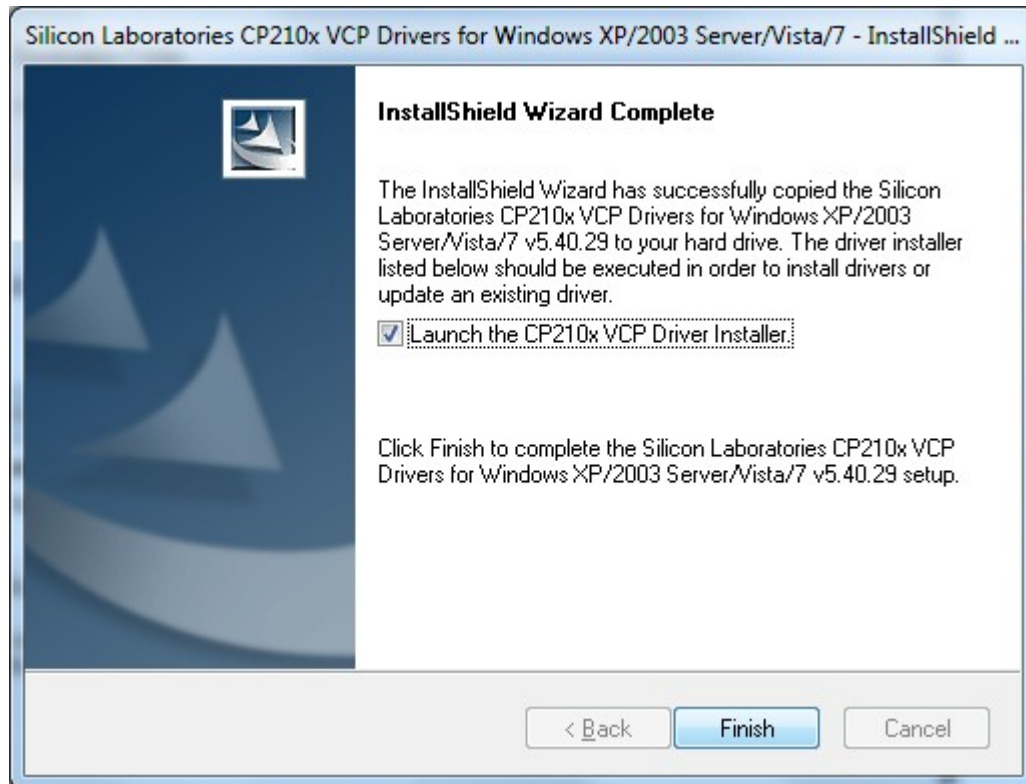 Silicon Laboratories CP210x VCP Drivers for Windows XP/2003 Server/Vista/7 - InstallShield ...
InstallShield Wizard Complete
The InstallShield Wizard has successfully copied the Silicon
Laboratories CP210x VCP Drivers for Windows XP/2003
Server/Vista/7 v5.40.29 to your hard drive. The driver installer
listed below should be executed in order to install drivers or
update an existing driver.
Launch the CP210x VCP Driver Installer.
Click Finish to complete the Silicon Laboratories CP210x VCP
Drivers for Windows XP/2003 Server/Vista/7 v5.40.29 setup.
< Back Finish Cancel